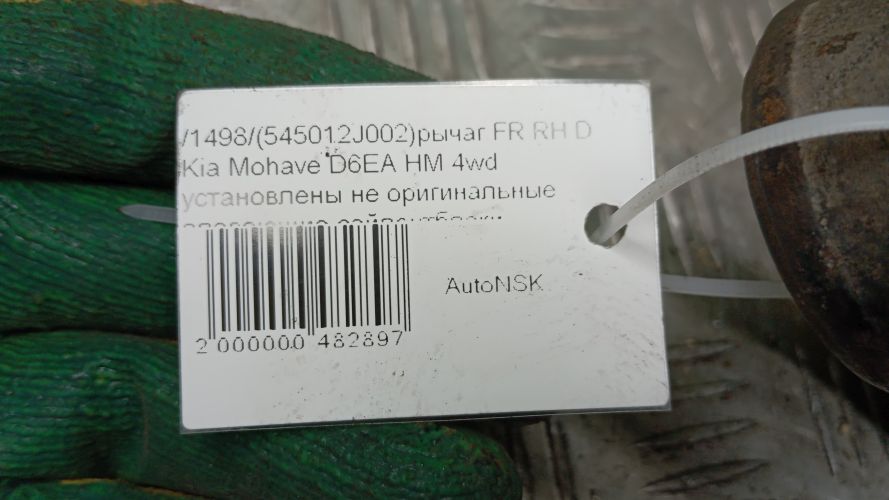 /1498/(545012J002)рычаг FR RH D
Kia Mohave D6EA HM 4wd
установлены не оригинальные
AutoNSK
2 000000 482897